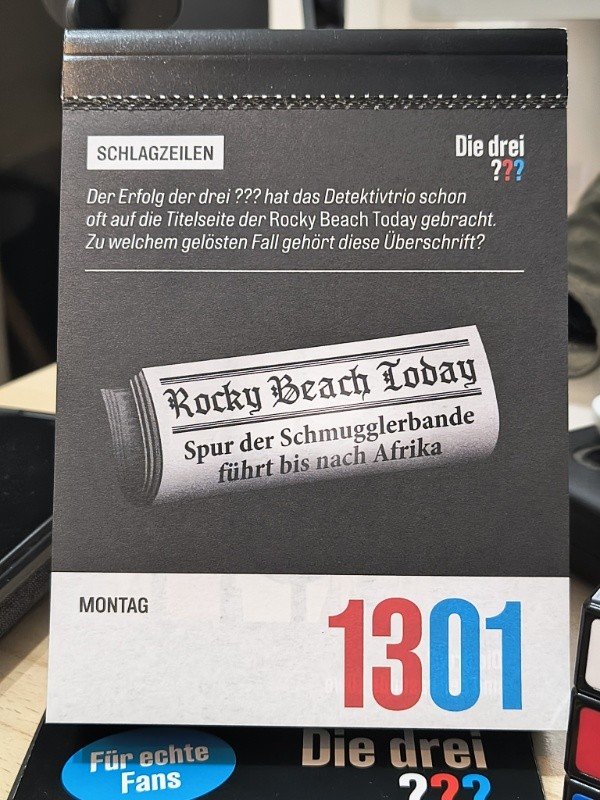 SCHLAGZEILEN
Die drei
???
Der Erfolg der drei ??? hat das Detektivtrio schon
oft auf die Titelseite der Rocky Beach Today gebracht.
Zu welchem gelösten Fall gehört diese Überschrift?
Rocky Beach Today
Spur der Schmugglerbande
führt bis nach Afrika
MONTAG
1301
Für echte
Fans
Die drei
???